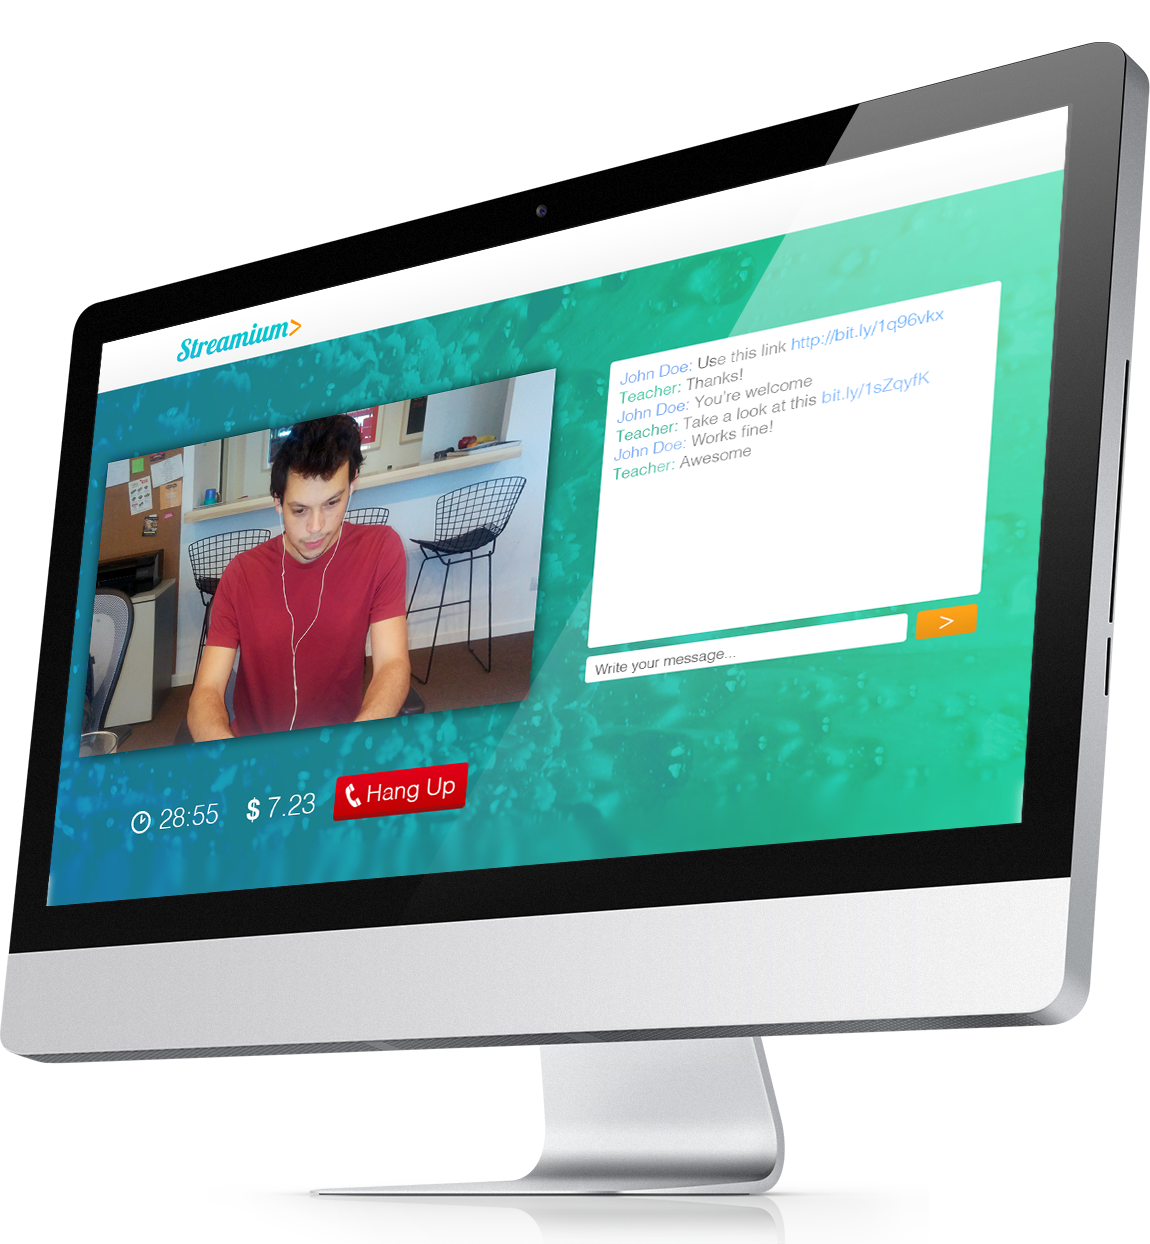 Streamium>
John Doe: Use this link http://bit.ly/1q96vkx
Teacher: Thanks!
John Doe: You're welcome
Teacher: Take a look at this bit.ly/1sZqyfK
John Doe: Works fine!
Teacher: Awesome
Write your message...
>
28:55
$ 7.23
Hang Up